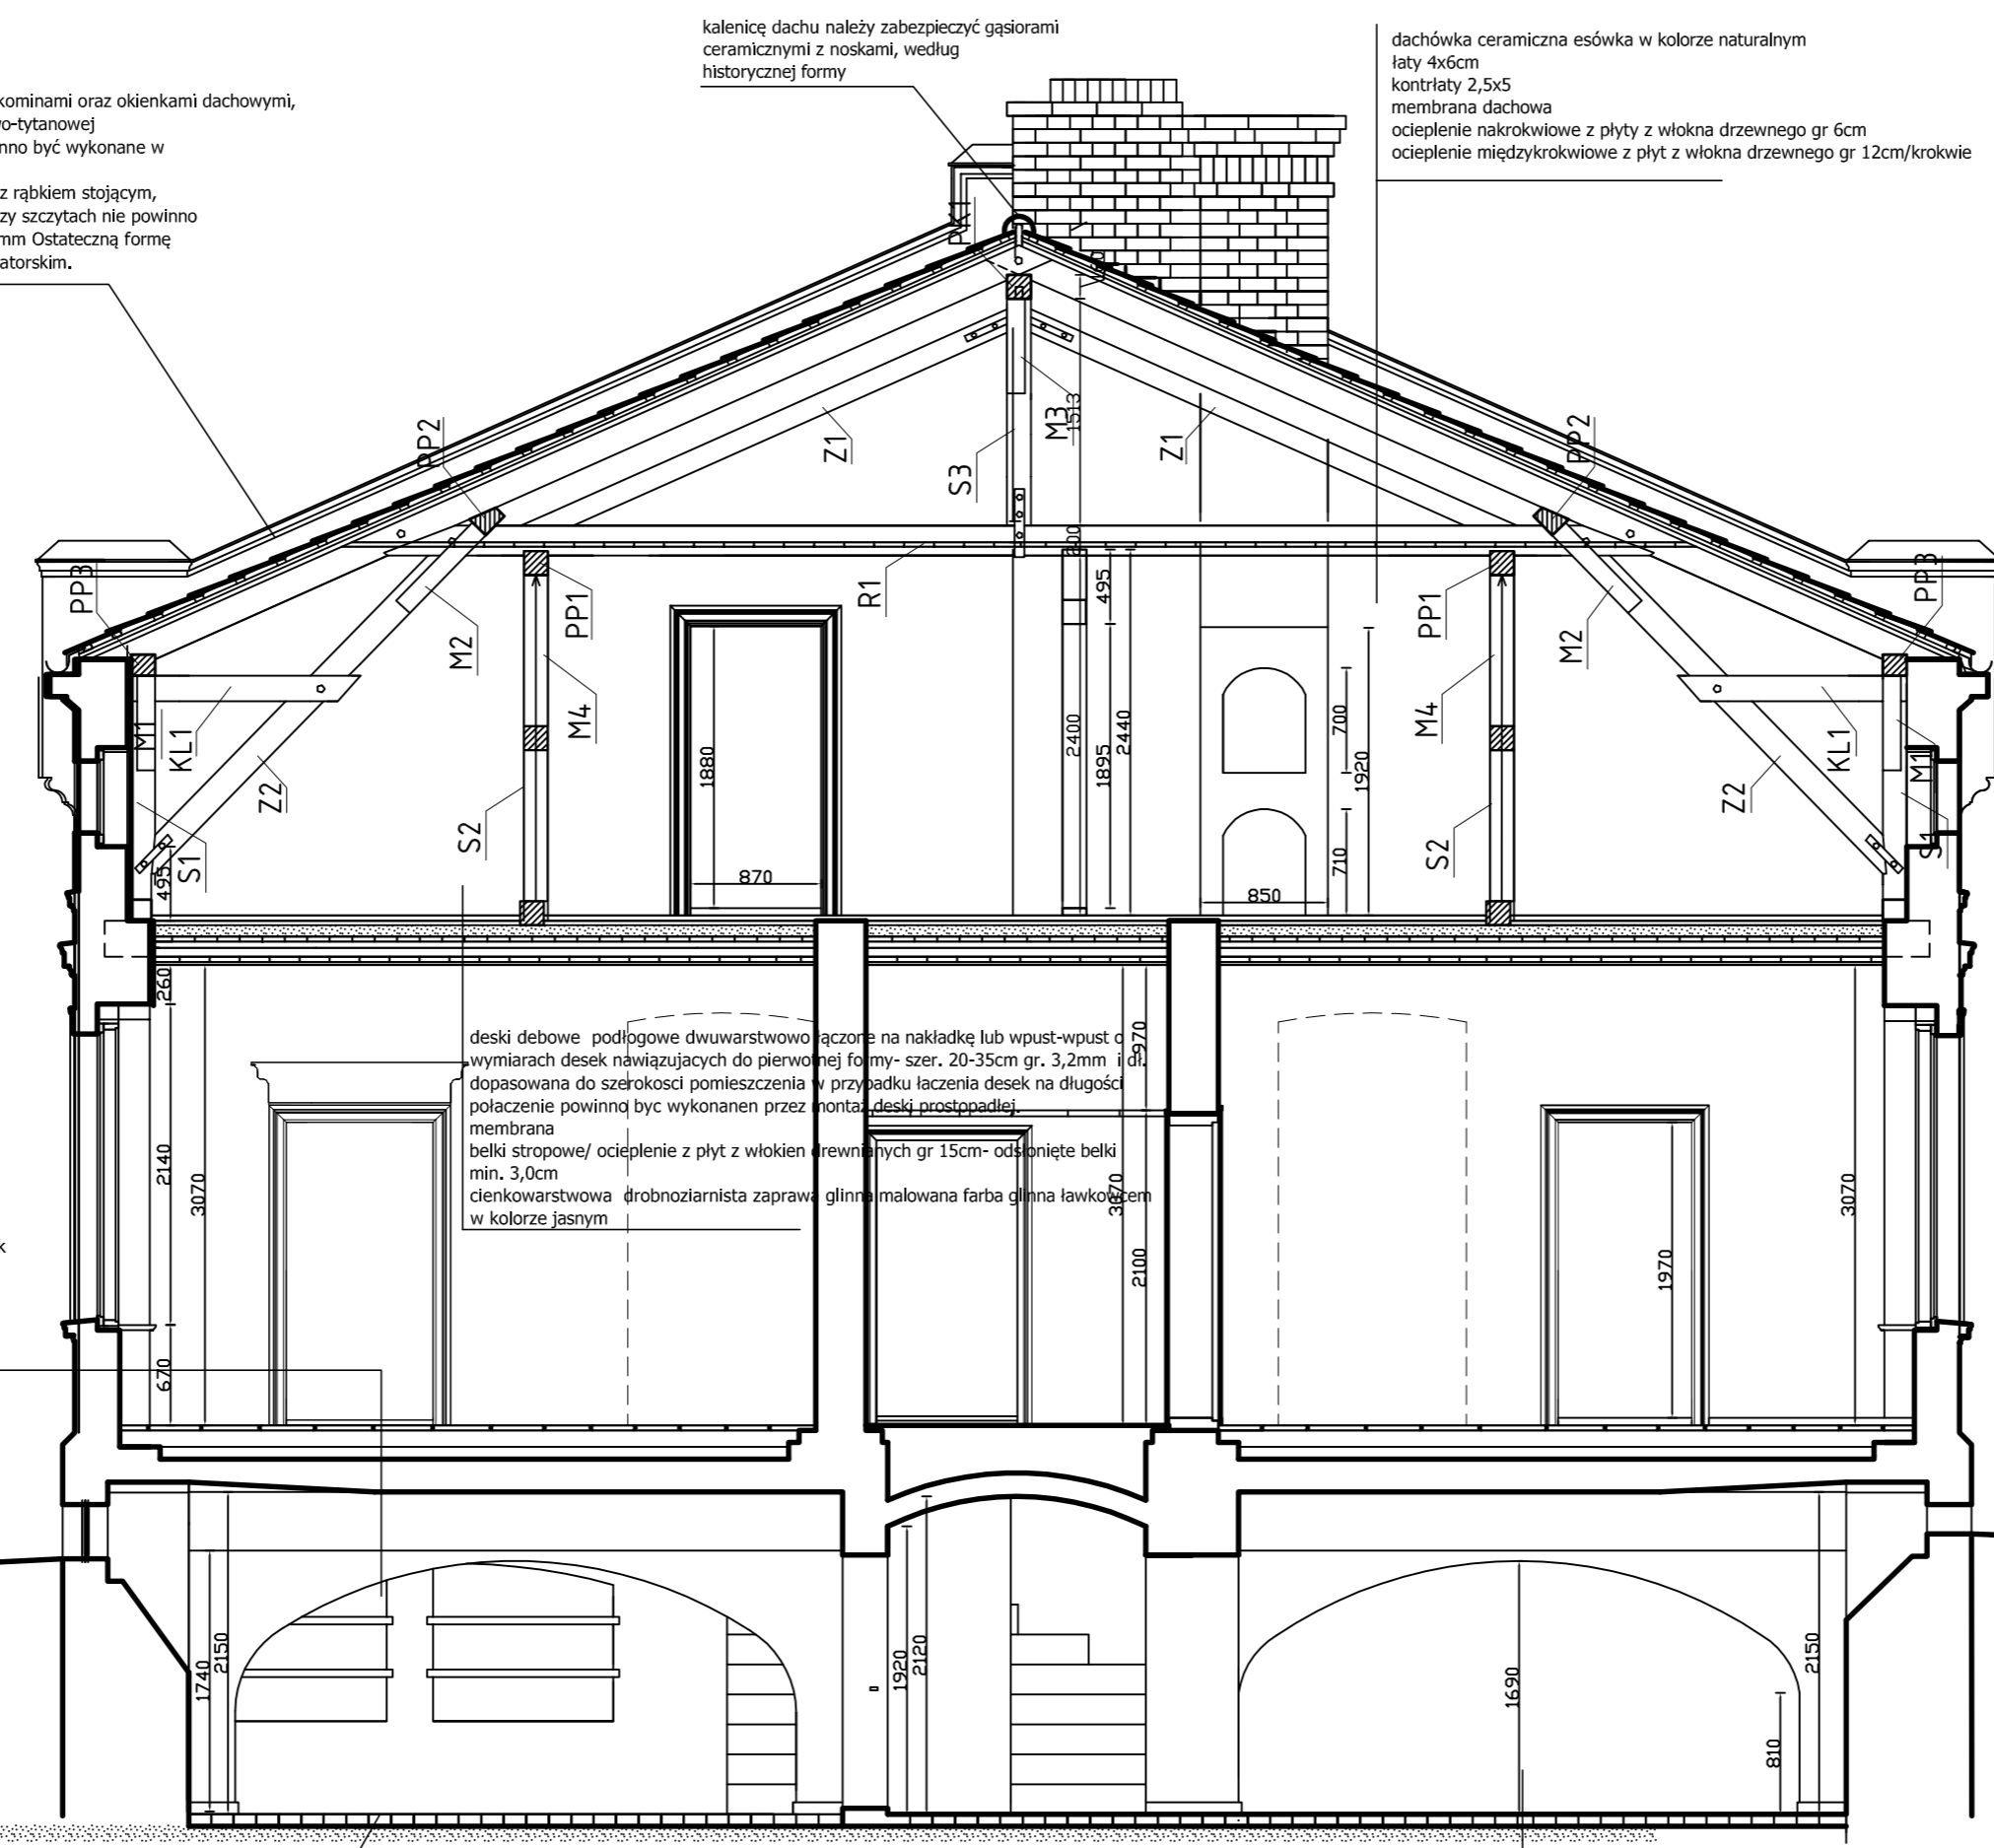 kalenicę dachu należy zabezpieczyć gąsiorami
ceramicznymi z noskami, według
historycznej formy
dachówka ceramiczna esówka w kolorze naturalnym
łaty 4x6cm
kontrłaty 2,5x5
membrana dachowa
ocieplenie nakrokwiowe z płyty z włokna drzewnego gr 6cm
ocieplenie międzykrokwiowe z płyt z włokna drzewnego gr 12cm/krokwie
kominami oraz okienkami dachowymi,
o-tytanowej
nno być wykonane w
z rąbkiem stojącym,
zy szczytach nie powinno
mm Ostateczną formę
atorskim.
PK1
PP2
Z1
S3
M3
1513
Z1
PP2
PP3
M2
PP1
R1
200
495
PP1
M2
PP3
M1
KL1
Z2
S1
495
S2
M4
1880
870
2400
1895
2440
700
1920
710
850
M4
S2
Z2
KL1
M1
S1
260
2140
3070
670
deski debowe podłogowe dwuwarstwowo łączone na nakładkę lub wpust-wpust o
wymiarach desek nawiązujacych do pierwotnej formy- szer. 20-35cm gr. 3,2mm i dł.
dopasowana do szerokosci pomieszczenia w przypadku łaczenia desek na długości
połaczenie powinno byc wykonanen przez montaż deski prostopadłej.
membrana
belki stropowe/ ocieplenie z płyt z włokien drewnianych gr 15cm- odsłonięte belki
min. 3,0cm
cienkowarstwowa drobnoziarnista zaprawa glinna malowana farba glinna ławkowcem
w kolorze jasnym
970
3070
2100
1970
3070
k
1740
2150
1920
2120
1690
810
2150